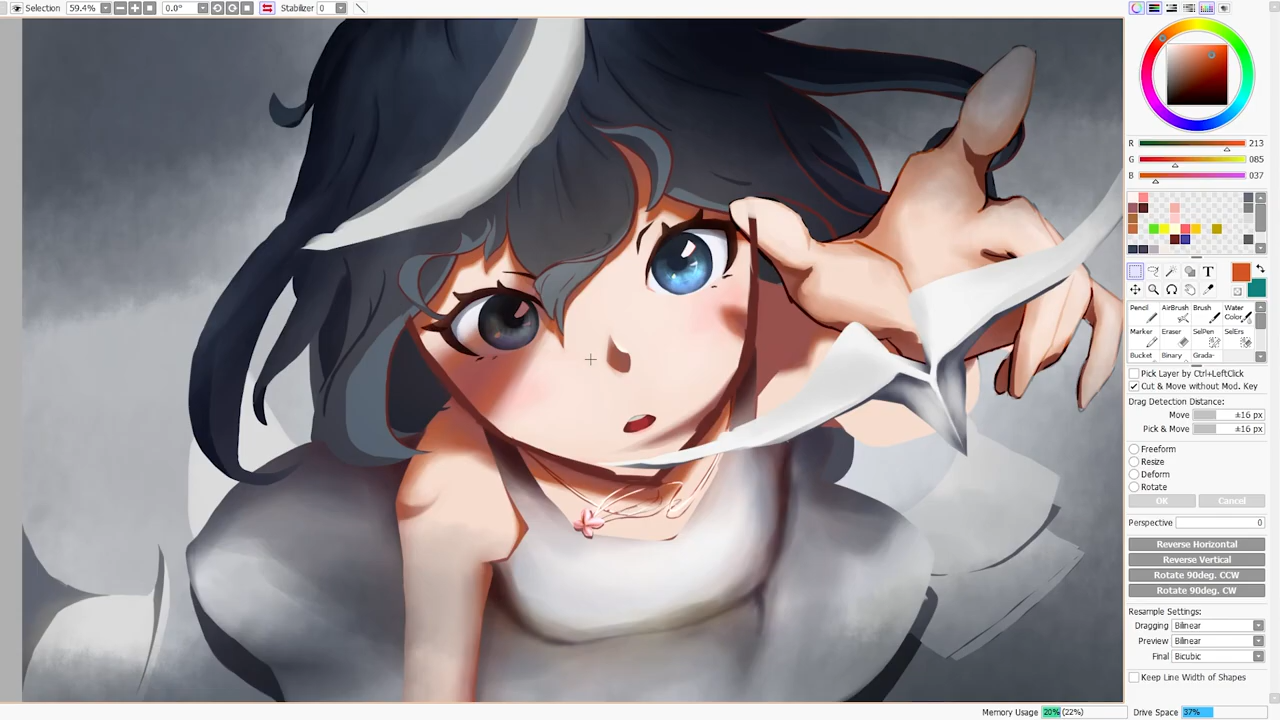 Selection 59.4% 0.0° Stabilizer 0
R 213
G 085
B 037
T
Pencil AirBrush Brush Water Color
Marker Eraser SelPen SelErs
Bucket Binary Grada-
Pick Layer by Ctrl+LeftClick
Cut & Move without Mod. Key
Drag Detection Distance:
Move ±16 px
Pick & Move ±16 px
Freeform
Resize
Deform
Rotate
OK Cancel
Perspective 0
Reverse Horizontal
Reverse Vertical
Rotate 90deg. CCW
Rotate 90deg. CW
Resample Settings:
Dragging Bilinear
Preview Bilinear
Final Bicubic
Keep Line Width of Shapes
Memory Usage 20% (22%) Drive Space 37%